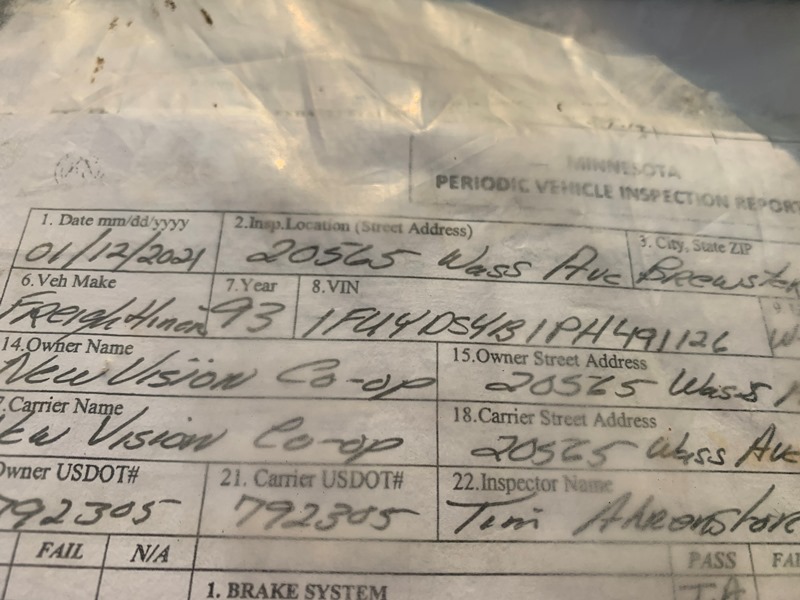 MINNESOTA
PERIODIC VEHICLE INSPECTION REPORT
1. Date mm/dd/yyyy 2.Insp.Location (Street Address) 3. City, State ZIP
01/12/2021 20565 Wass Ave Brewster
6.Veh Make 7.Year 8.VIN
Freightliner 93 1FUYDSYB1PH491126
14.Owner Name 15.Owner Street Address
New Vision Co-op 20565 Wass
.Carrier Name 18.Carrier Street Address
New Vision Co-op 20565 Wass Ave
Owner USDOT# 21. Carrier USDOT# 22.Inspector Name
792305 792305 Tim
FAIL N/A PASS FAI
1. BRAKE SYSTEM